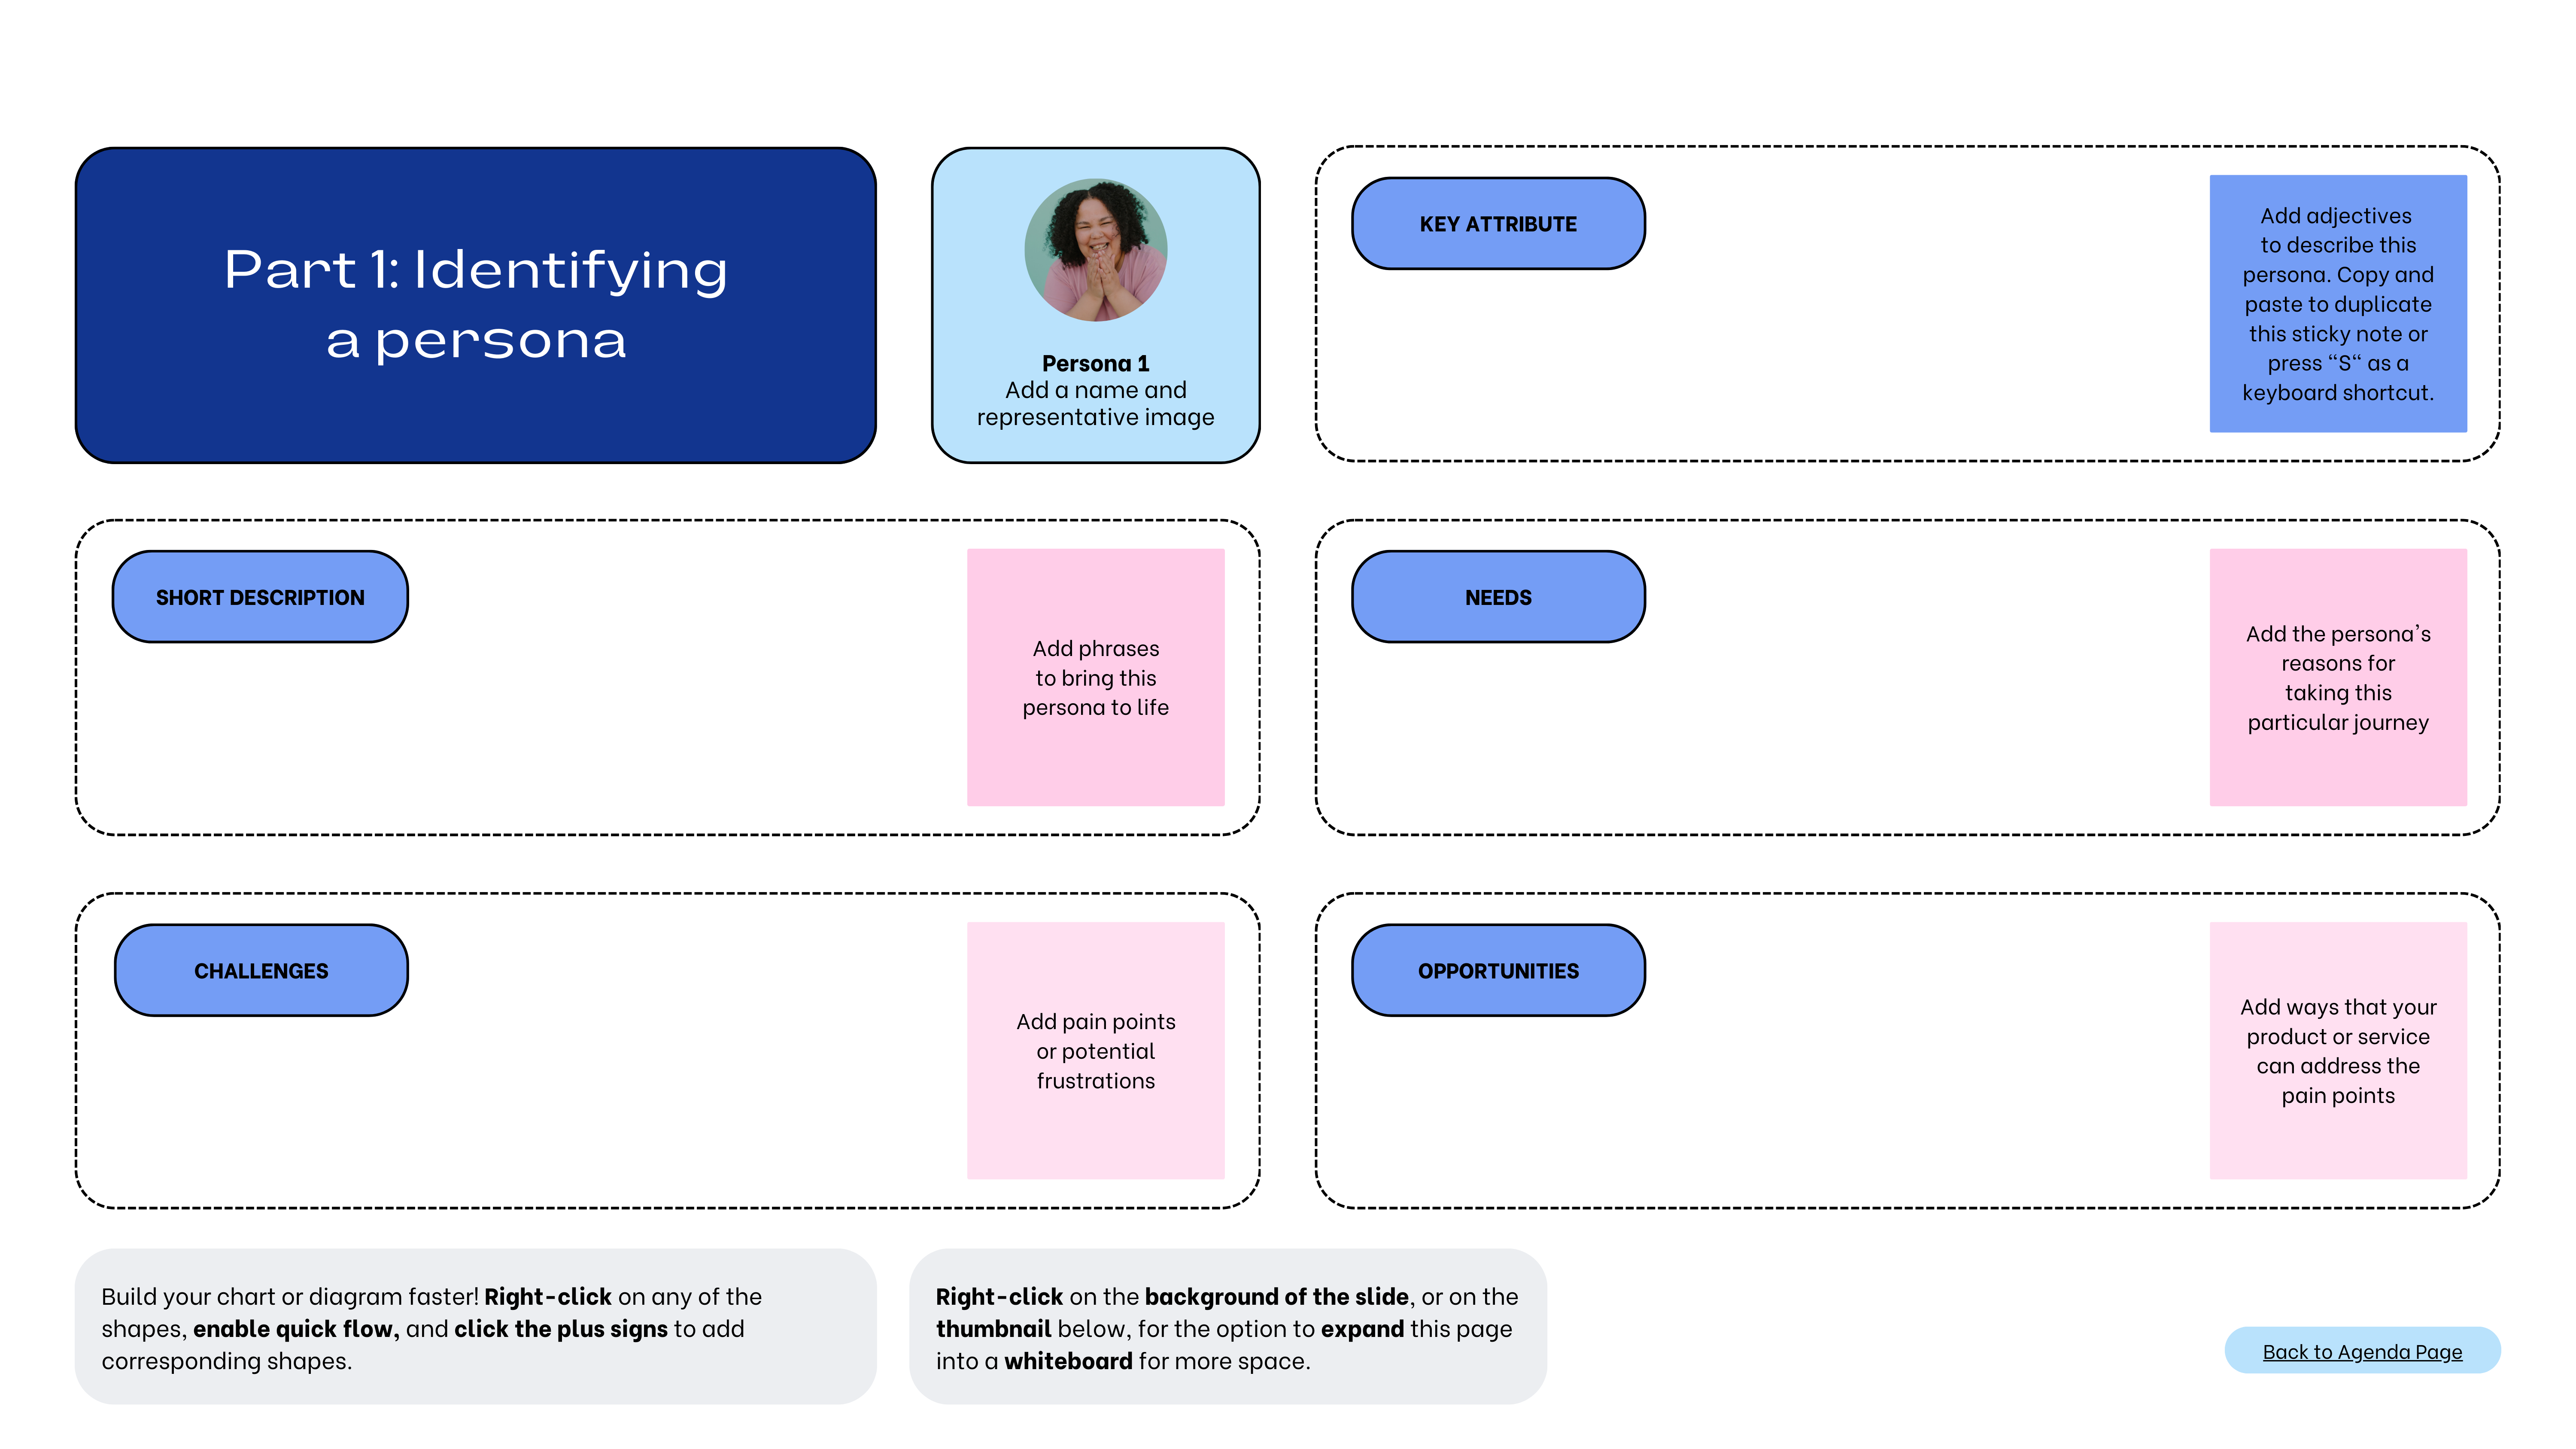 Part 1: Identifying
a persona
Persona 1
Add a name and
representative image
KEY ATTRIBUTE
Add adjectives
to describe this
persona. Copy and
paste to duplicate
this sticky note or
press “S“ as a
keyboard shortcut.
SHORT DESCRIPTION
Add phrases
to bring this
persona to life
NEEDS
Add the persona’s
reasons for
taking this
particular journey
CHALLENGES
Add pain points
or potential
frustrations
OPPORTUNITIES
Add ways that your
product or service
can address the
pain points
Build your chart or diagram faster! Right-click on any of the
shapes, enable quick flow, and click the plus signs to add
corresponding shapes.
Right-click on the background of the slide, or on the
thumbnail below, for the option to expand this page
into a whiteboard for more space.
Back to Agenda Page